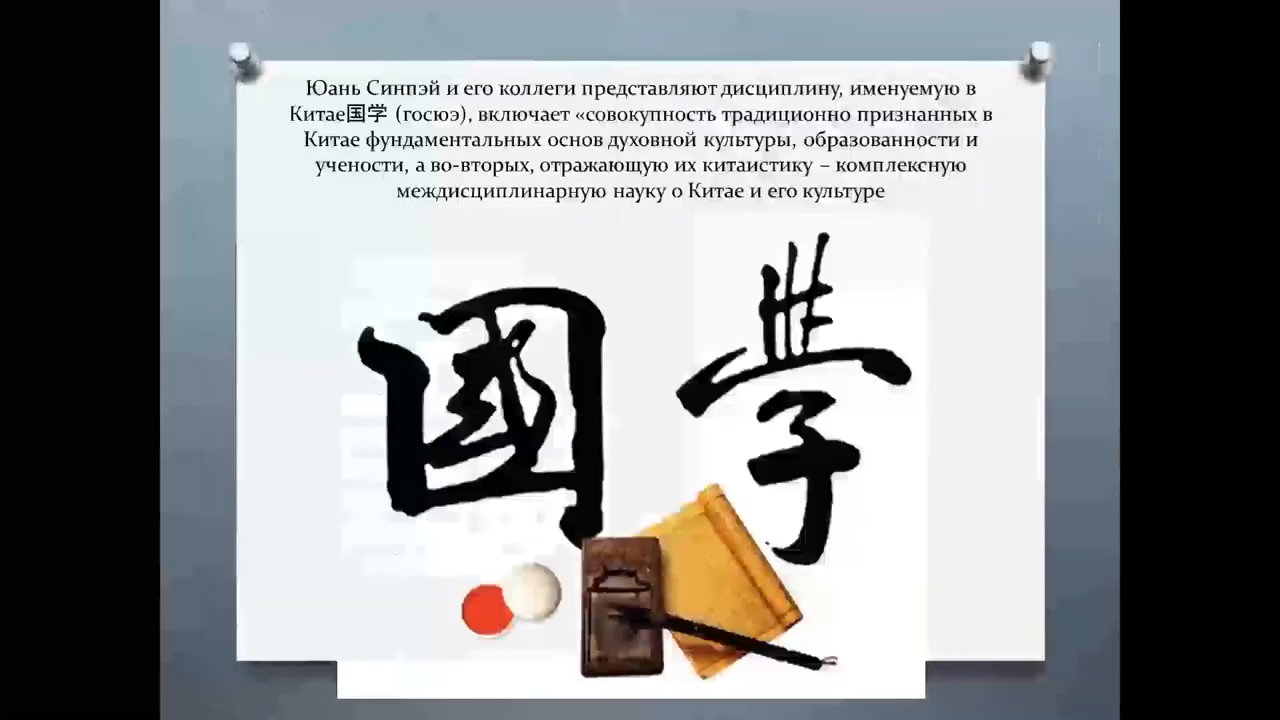 Юань Синпэй и его коллеги представляют дисциплину, именуемую в
Китае国学 (госюэ), включает «совокупность традиционно признанных в
Китае фундаментальных основ духовной культуры, образованности и
учености, а во-вторых, отражающую их китаистику – комплексную
междисциплинарную науку о Китае и его культуре
國學